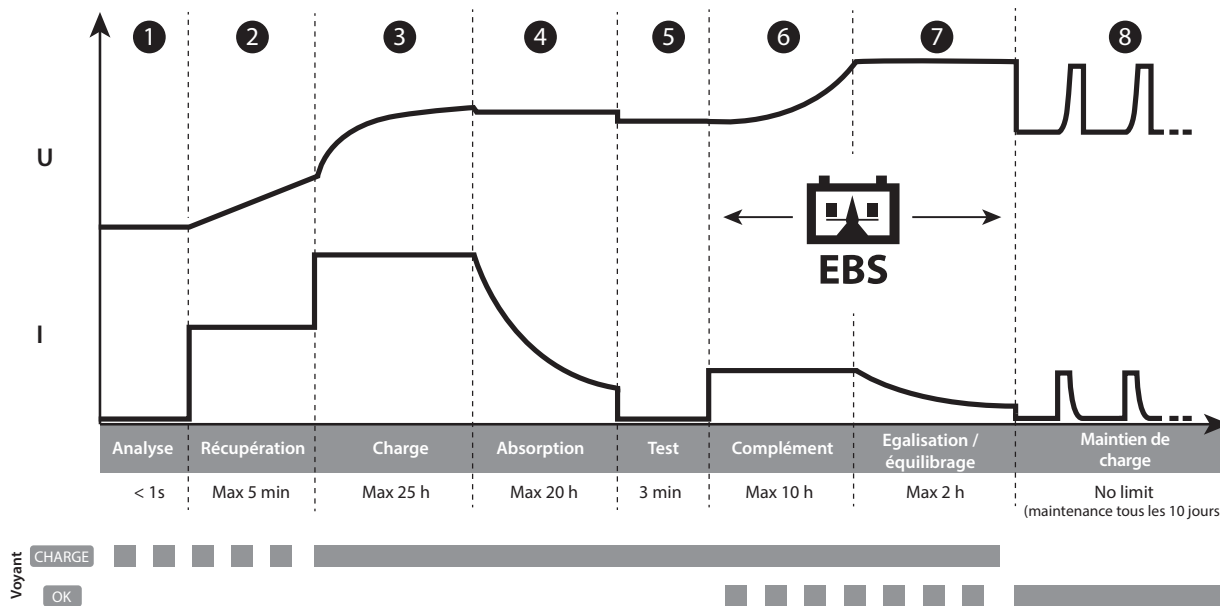 1 2 3 4 5 6 7 8
U
EBS
I
Analyse Récupération Charge Absorption Test Complément Egalisation / équilibrage Maintien de charge
< 1s Max 5 min Max 25 h Max 20 h 3 min Max 10 h Max 2 h No limit
(maintenance tous les 10 jours
Voyant
CHARGE
OK